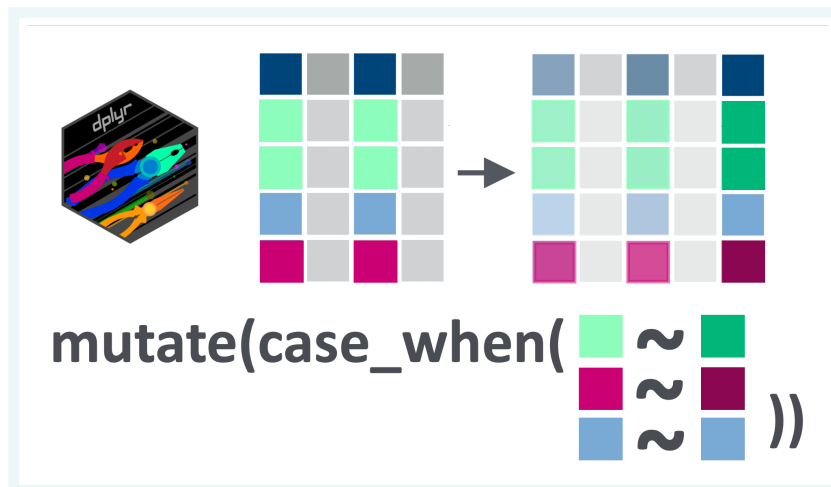 dplyr
mutate(case_when( ~
~
~ ))